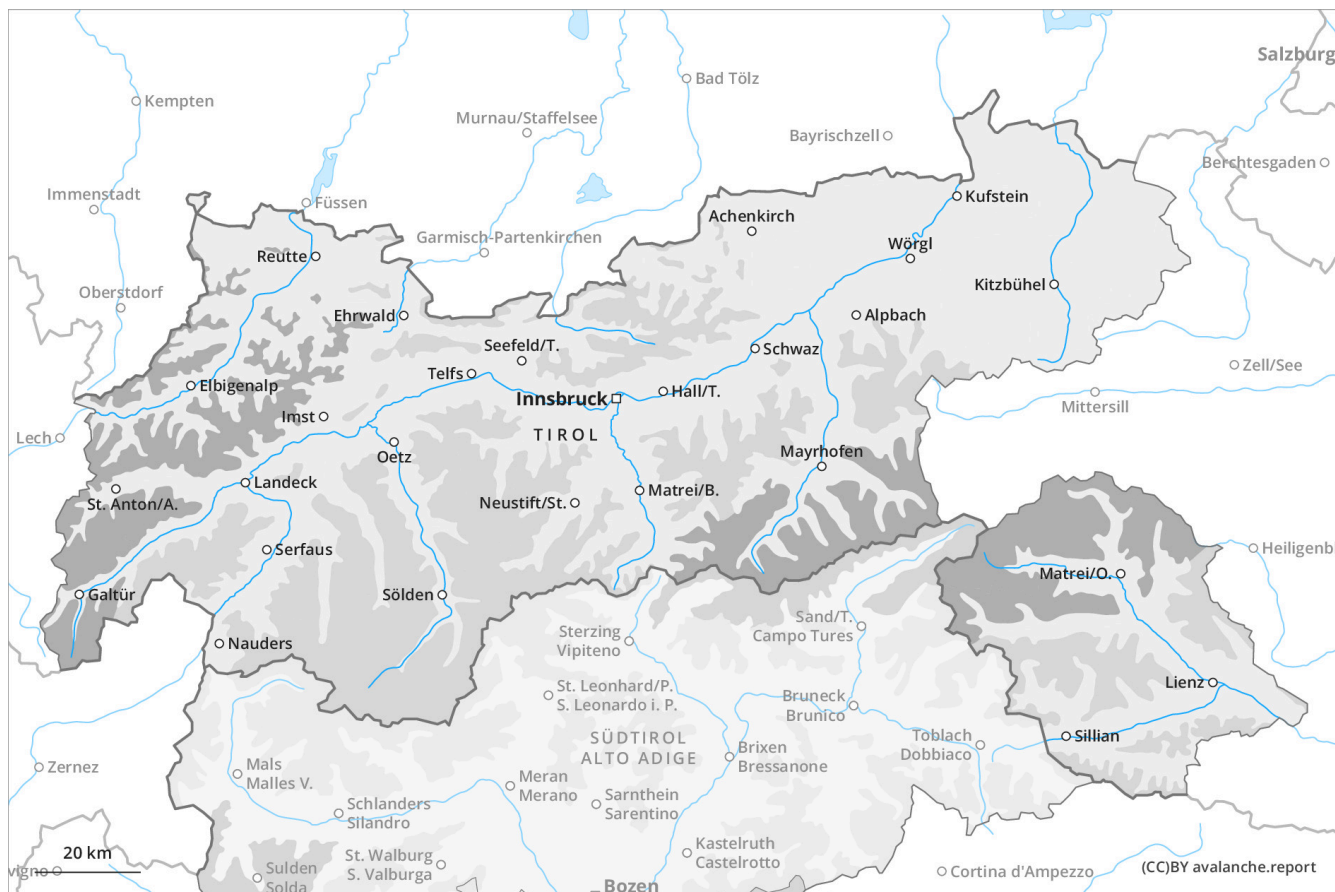 Salzburg
Kempten
Bad Tölz
Murnau/Staffelsee
Bayrischzell
Berchtesgaden
Immenstadt
Füssen
Kufstein
Achenkirch
Garmisch-Partenkirchen
Wörgl
Reutte
Oberstdorf
Kitzbühel
Ehrwald
Alpbach
Seefeld/T.
Schwaz
Zell/See
Telfs
Elbigenalp
Innsbruck
Hall/T.
Mittersill
Imst
TIROL
Lech
Oetz
Mayrhofen
Landeck
Matrei/B.
St. Anton/A.
Neustift/St.
Serfaus
Heiligenb
Matrei/O.
Galtür
Sölden
Sand/T.
Campo Tures
Sterzing
Vipiteno
Nauders
Lienz
St. Leonhard/P.
S. Leonardo i. P.
Bruneck
Brunico
SÜDTIROL
ALTO ADIGE
Toblach
Dobbiaco
Sillian
Brixen
Bressanone
Zernez
Mals
Malles V.
Meran
Merano
Schlanders
Silandro
Sarnthein
Sarentino
Kastelruth
Castelrotto
20 km
St. Walburg
S. Valburga
vigno
Sulden
Solda
Cortina d'Ampezzo
(CC)BY avalanche.report
Bozen